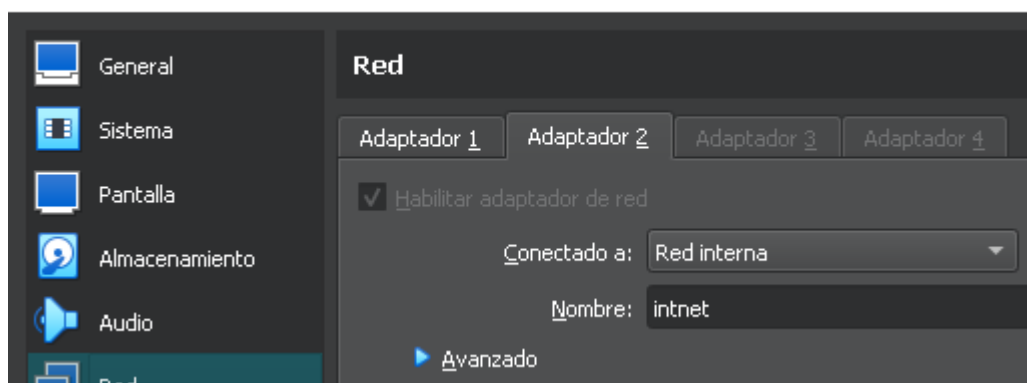 General
Sistema
Pantalla
Almacenamiento
Audio
Red
Red
Adaptador 1 Adaptador 2 Adaptador 3 Adaptador 4
Habilitar adaptador de red
Conectado a: Red interna
Nombre: intnet
Avanzado